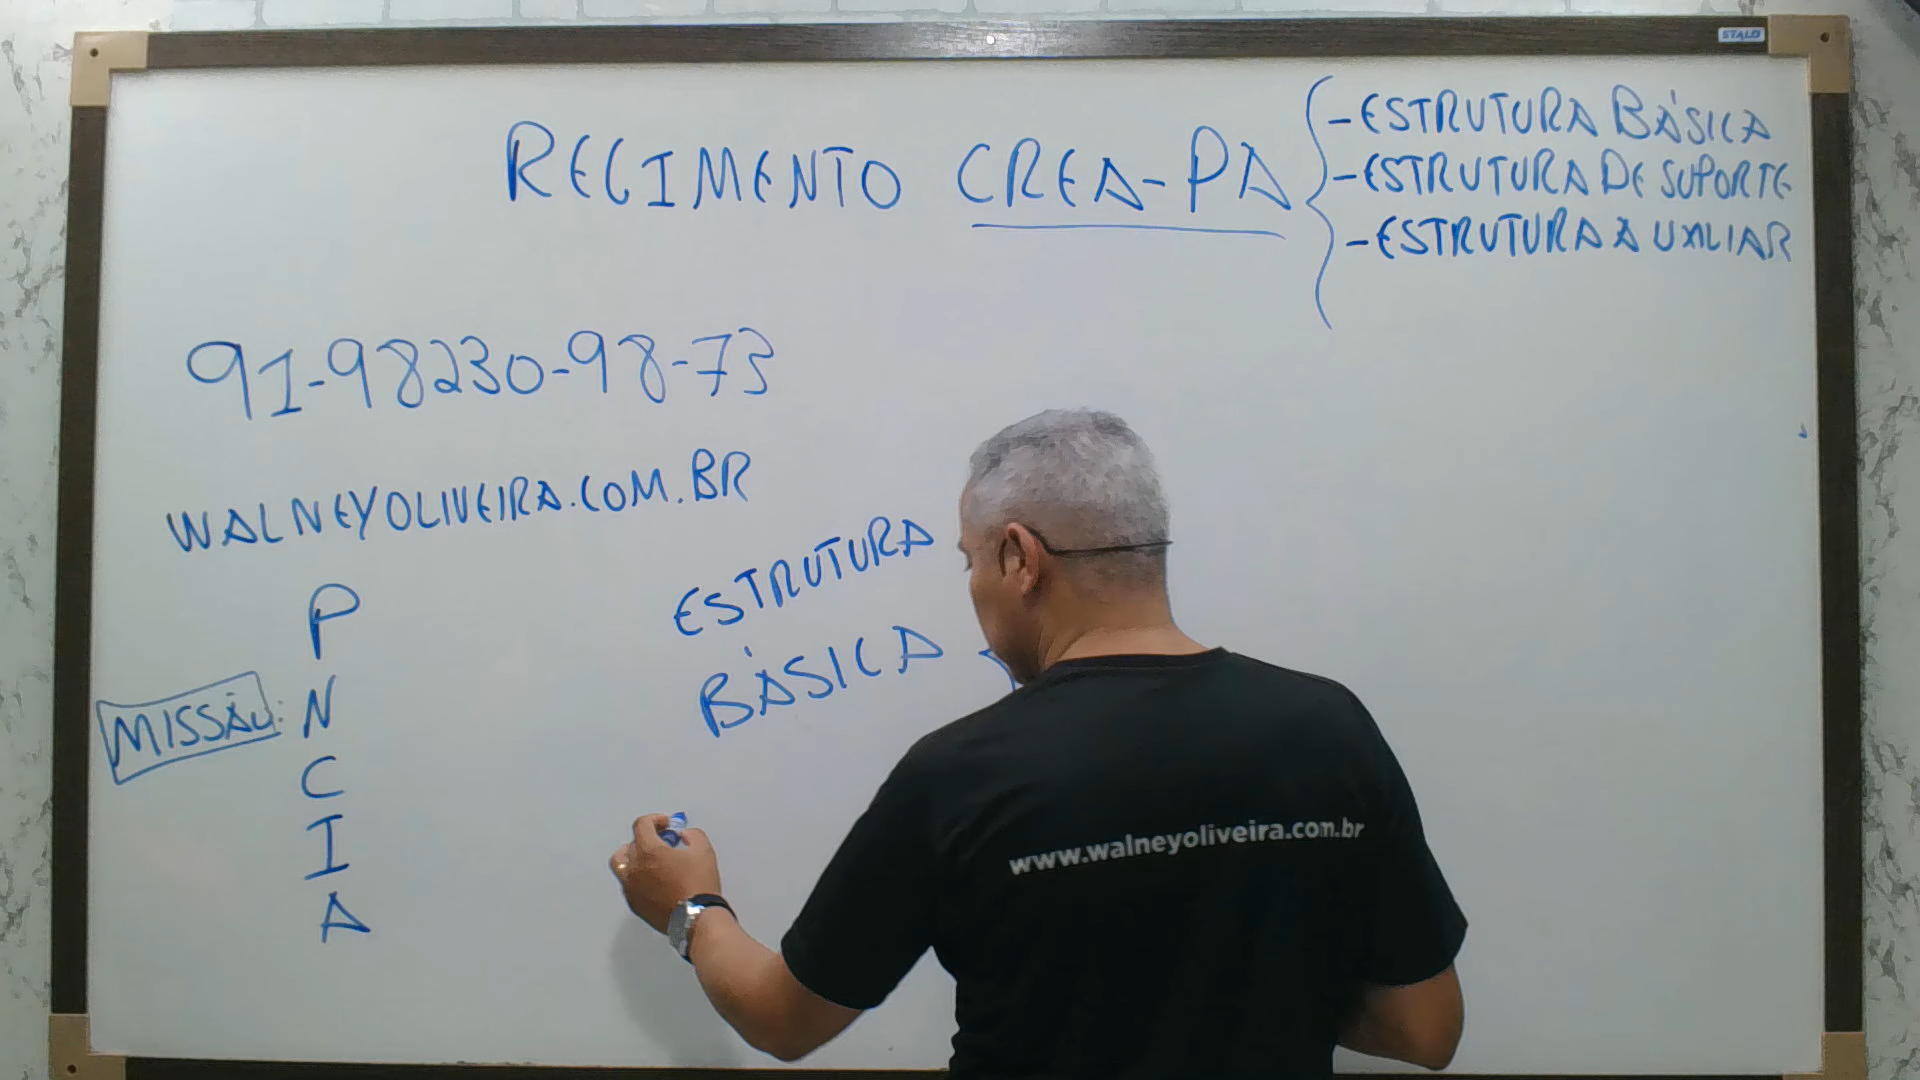 STALO
REGIMENTO CREA-PA
-ESTRUTURA BÁSICA
-ESTRUTURA DE SUPORTE
-ESTRUTURA AUXILIAR
91-98230-98-73
WALNEYOLIVEIRA.COM.BR
MISSÃO:
P
N
C
I
A
ESTRUTURA
BÁSICA
www.walneyoliveira.com.br